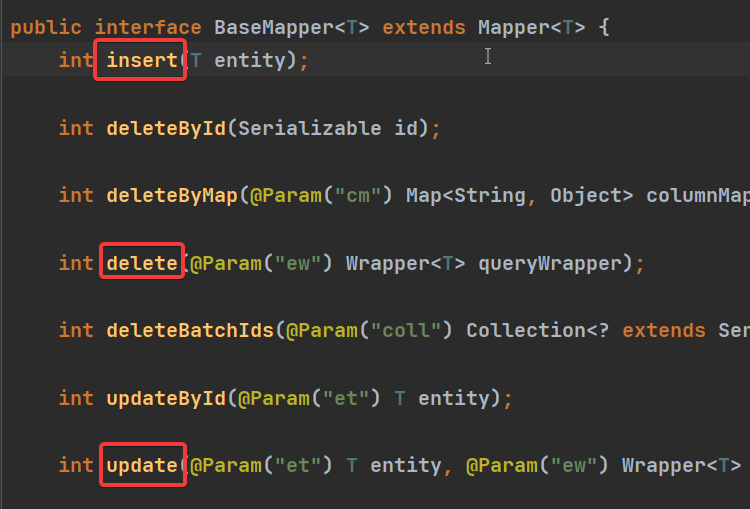 public interface BaseMapper<T> extends Mapper<T> {
int insert(T entity);
int deleteById(Serializable id);
int deleteByMap(@Param("cm") Map<String, Object> columnMap
int delete(@Param("ew") Wrapper<T> queryWrapper);
int deleteBatchIds(@Param("coll") Collection<? extends Ser
int updateById(@Param("et") T entity);
int update(@Param("et") T entity, @Param("ew") Wrapper<T>